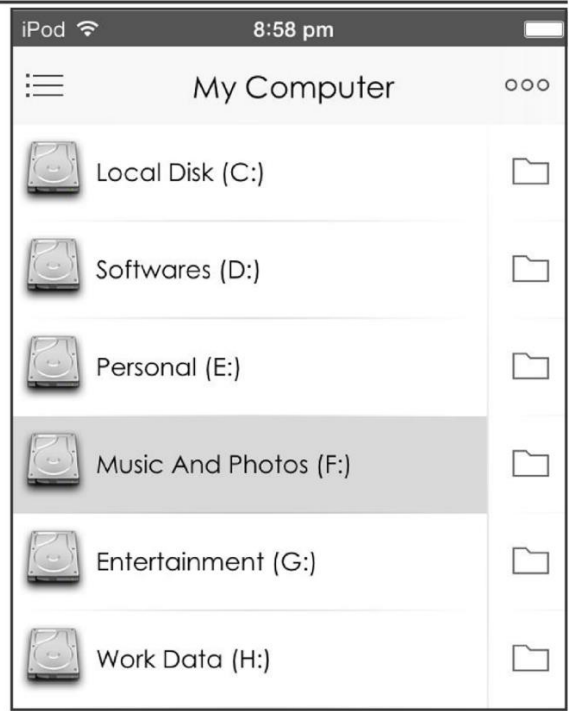 iPod 8:58 pm
My Computer
Local Disk (C:)
Softwares (D:)
Personal (E:)
Music And Photos (F:)
Entertainment (G:)
Work Data (H:)